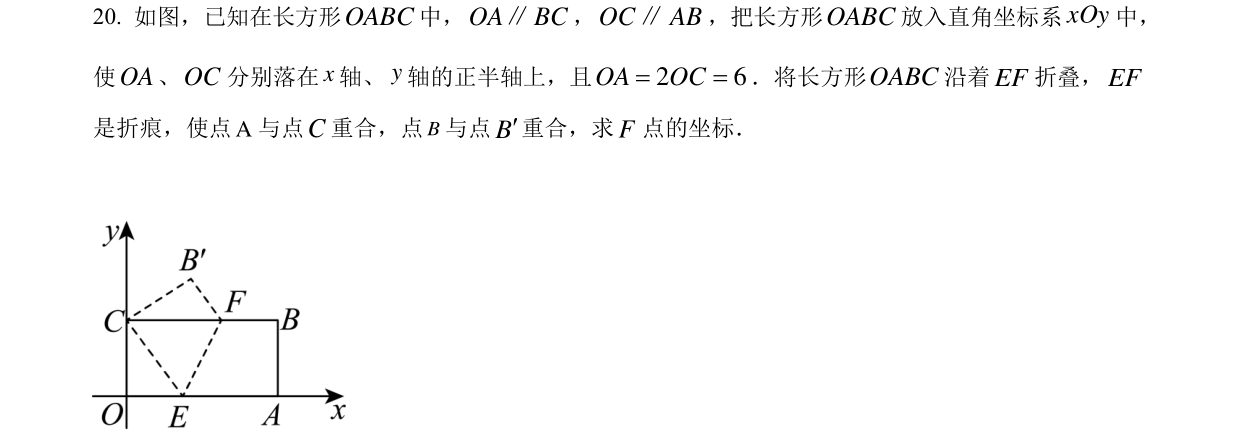 20. 如图，已知在长方形OABC中，OA∥BC，OC∥AB，把长方形OABC放入直角坐标系xOy中，
使OA、OC分别落在x轴、y轴的正半轴上，且OA=2OC=6．将长方形OABC沿着EF折叠，EF
是折痕，使点A与点C重合，点B与点B′重合，求F点的坐标．
y
B′
F
C
B
O
E
A
x